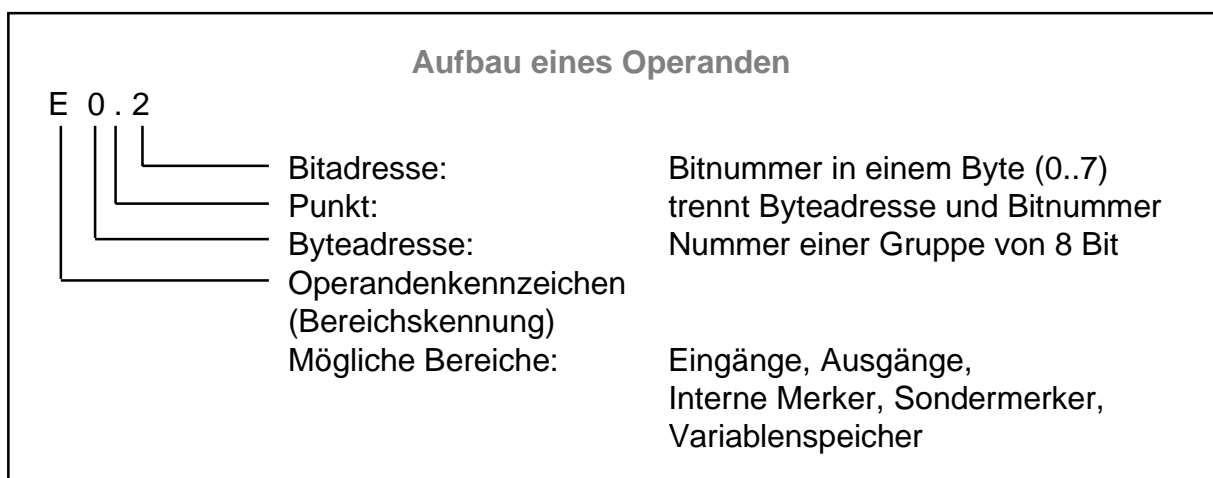 Aufbau eines Operanden
E 0 . 2
Bitadresse: Bitnummer in einem Byte (0..7)
Punkt: trennt Byteadresse und Bitnummer
Byteadresse: Nummer einer Gruppe von 8 Bit
Operandenkennzeichen
(Bereichskennung)
Mögliche Bereiche: Eingänge, Ausgänge,
Interne Merker, Sondermerker,
Variablenspeicher